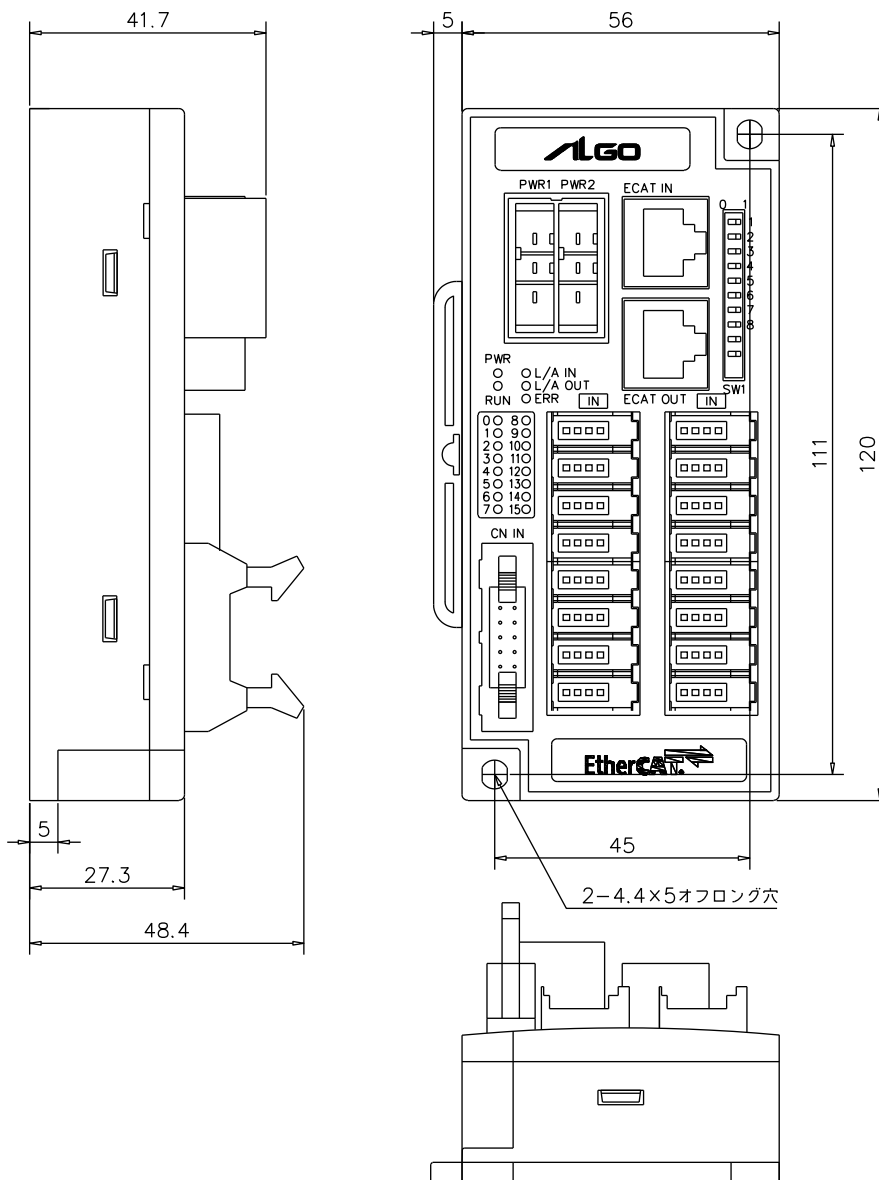 41.7
5
56
ALGO
PWR1 PWR2
ECAT IN
0 1
1
2
3
4
5
6
7
8
SW1
PWR
L/A IN
L/A OUT
RUN
ERR
IN
ECAT OUT
IN
0 8
1 9
2 10
3 11
4 12
5 13
6 14
7 15
CN IN
111
120
EtherCAT.
5
27.3
48.4
45
2-4.4×5オフロング穴